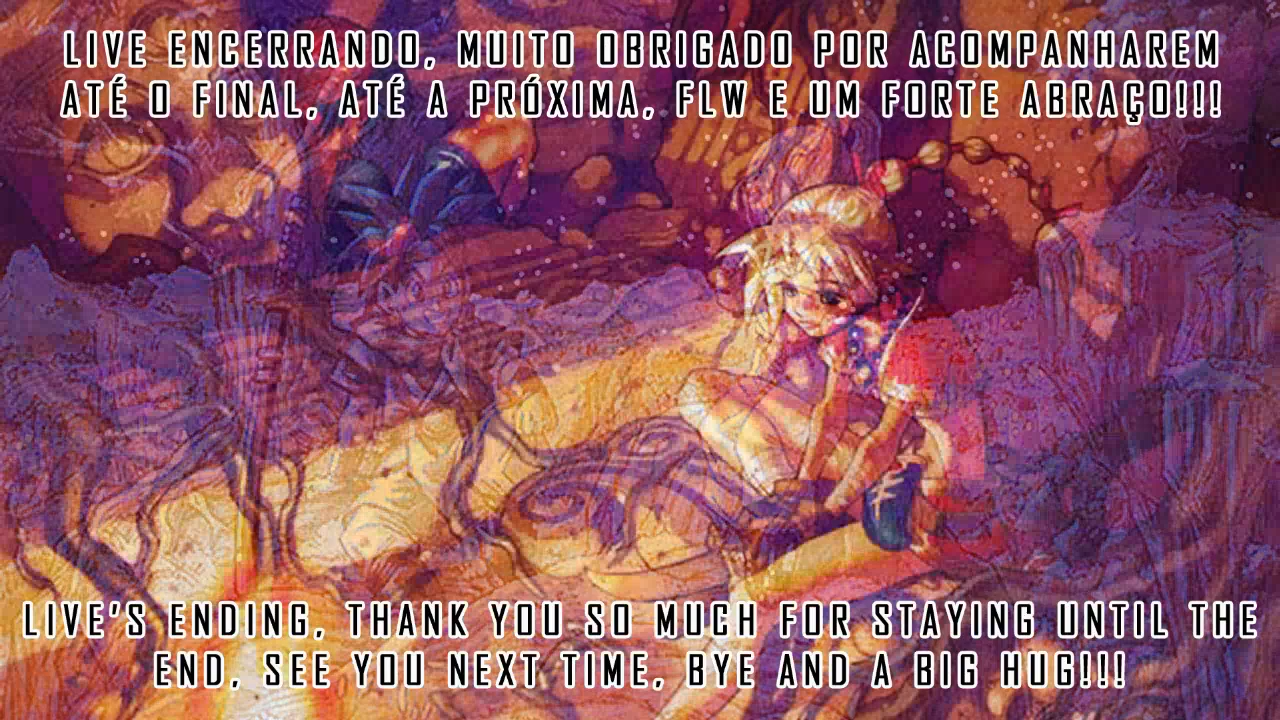 LIVE ENCERRANDO, MUITO OBRIGADO POR ACOMPANHAREM
ATÉ O FINAL, ATÉ A PRÓXIMA, FLW E UM FORTE ABRAÇO!!!
LIVE'S ENDING, THANK YOU SO MUCH FOR STAYING UNTIL THE
END, SEE YOU NEXT TIME, BYE AND A BIG HUG!!!